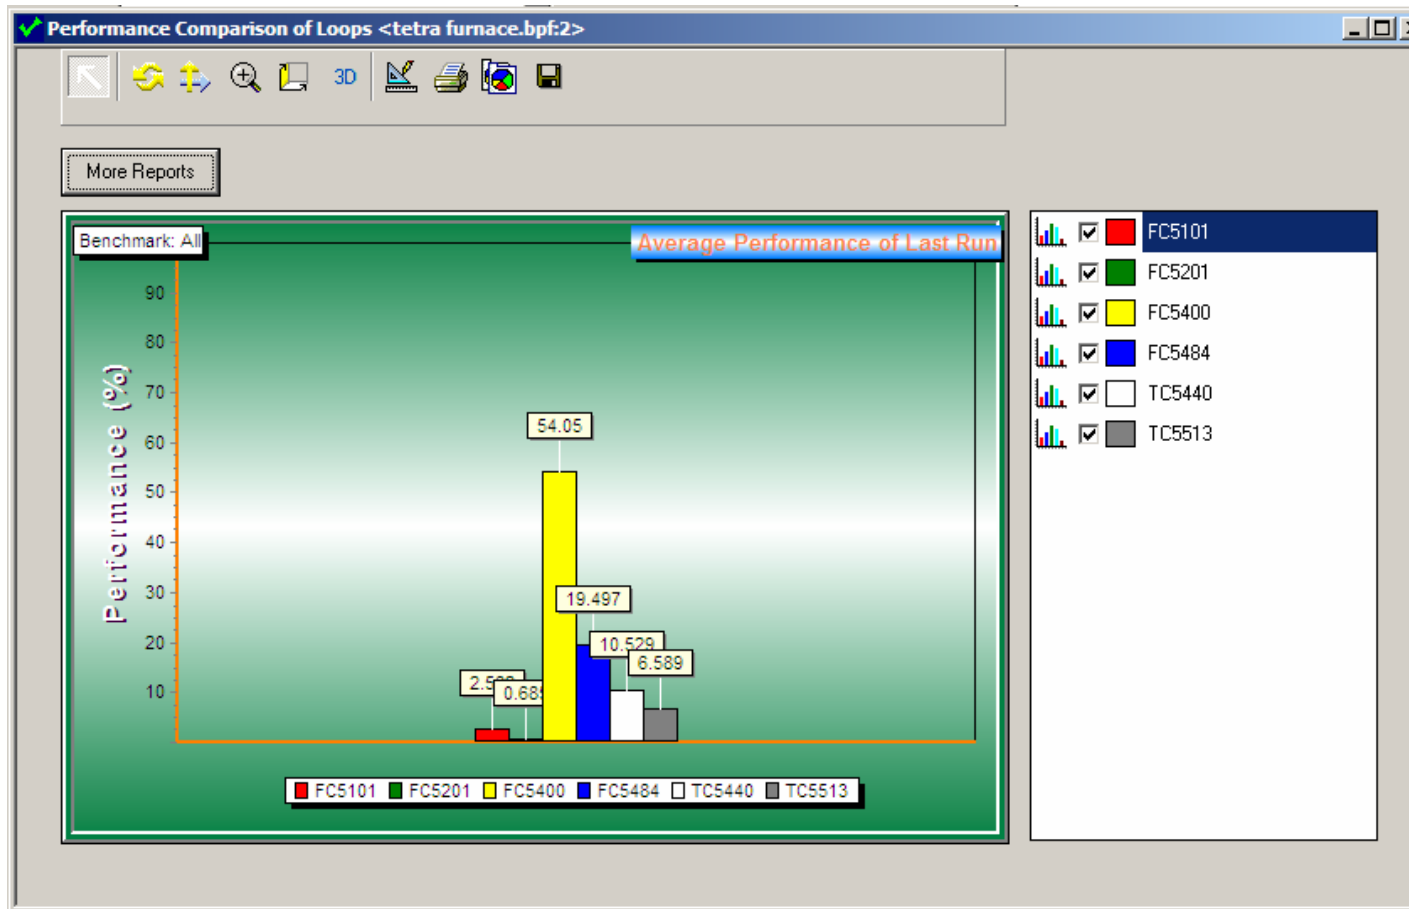 Performance Comparison of Loops <tetra furnace.bpf:2>
3D
More Reports
Benchmark: All
Average Performance of Last Run
Performance (%)
90
80
70
60
50
40
30
20
10
54.05
19.497
10.529
6.589
FC5101 FC5201 FC5400 FC5484 TC5440 TC5513
FC5101
FC5201
FC5400
FC5484
TC5440
TC5513